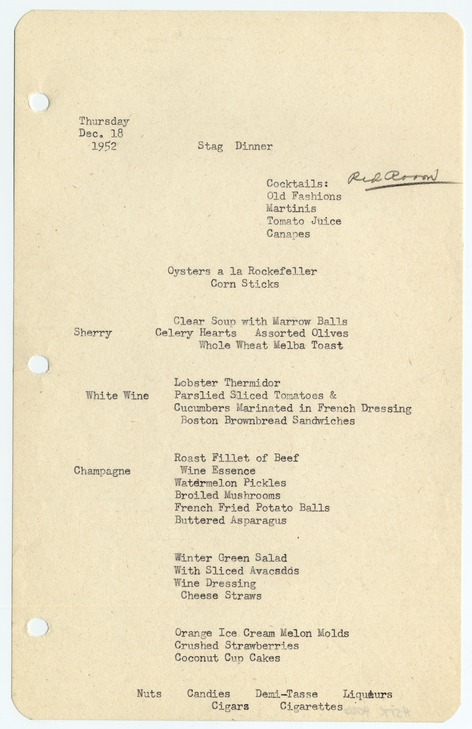 Thursday
Dec. 18
1952
Stag Dinner
Red Room
Cocktails:
Old Fashions
Martinis
Tomato Juice
Canapes
Oysters a la Rockefeller
Corn Sticks
Clear Soup with Marrow Balls
Sherry Celery Hearts Assorted Olives
Whole Wheat Melba Toast
Lobster Thermidor
White Wine Parslied Sliced Tomatoes &
Cucumbers Marinated in French Dressing
Boston Brownbread Sandwiches
Roast Fillet of Beef
Champagne Wine Essence
Watermelon Pickles
Broiled Mushrooms
French Fried Potato Balls
Buttered Asparagus
Winter Green Salad
With Sliced Avacados
Wine Dressing
Cheese Straws
Orange Ice Cream Melon Molds
Crushed Strawberries
Coconut Cup Cakes
Nuts Candies Demi-Tasse Liqueurs
Cigars Cigarettes